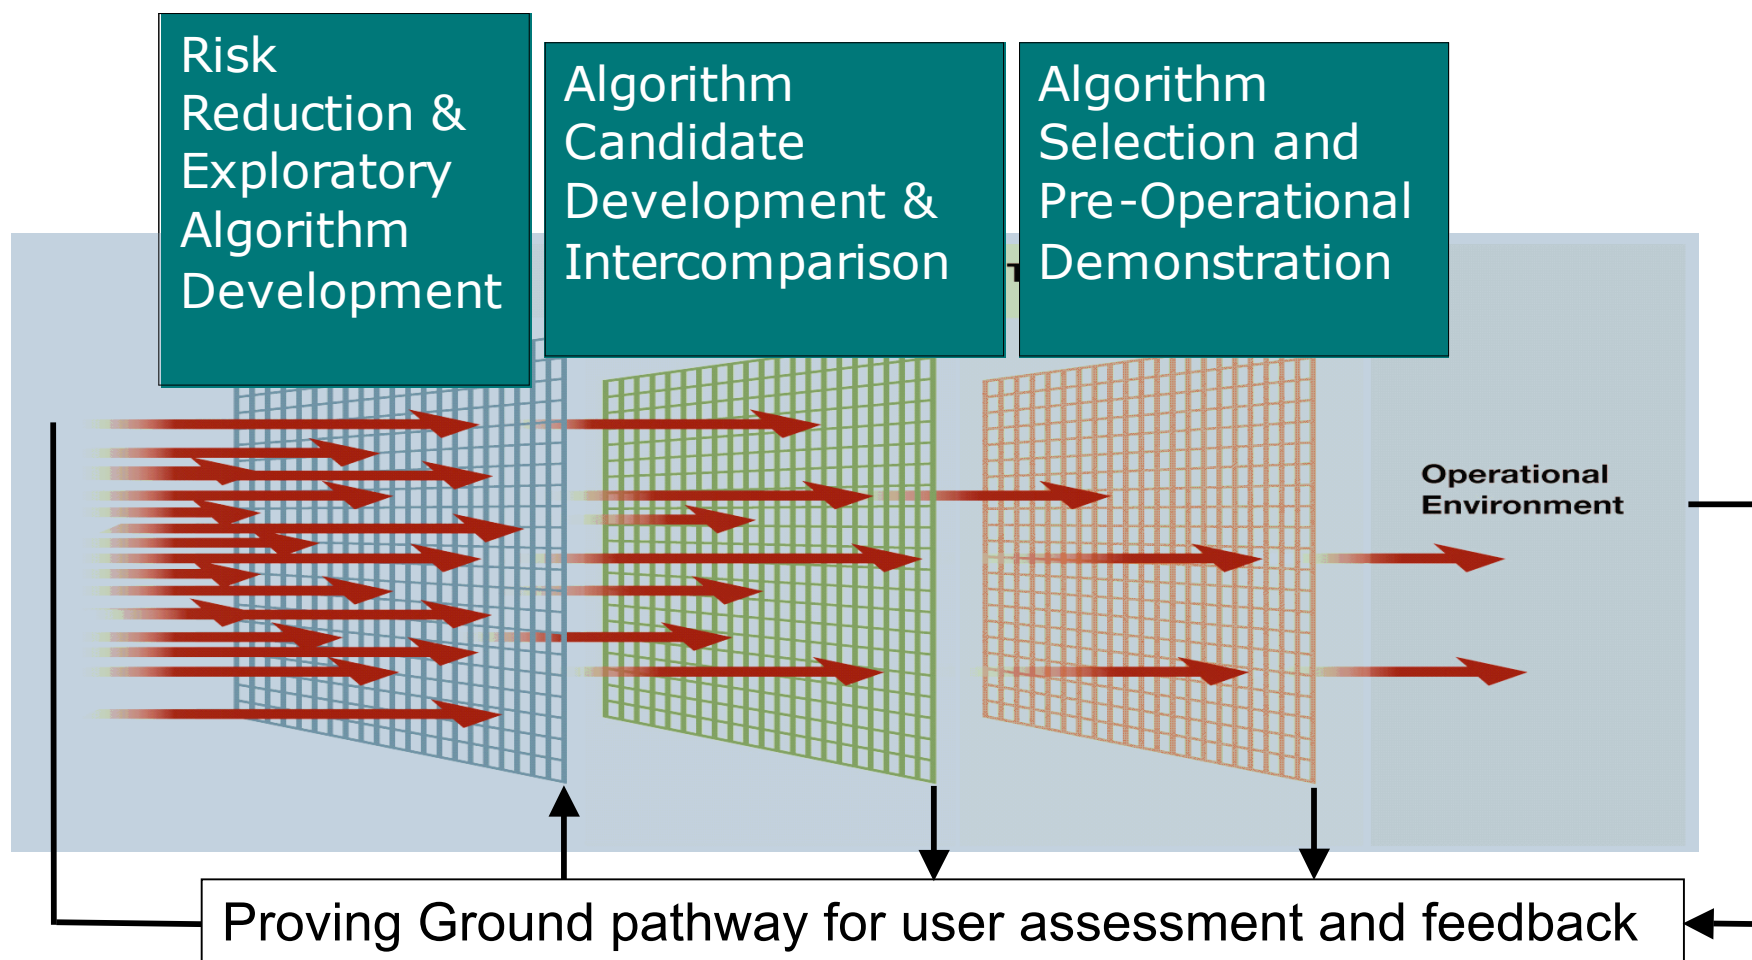 Risk
Reduction &
Exploratory
Algorithm
Development
Algorithm
Candidate
Development &
Intercomparison
Algorithm
Selection and
Pre-Operational
Demonstration
Operational
Environment
Proving Ground pathway for user assessment and feedback